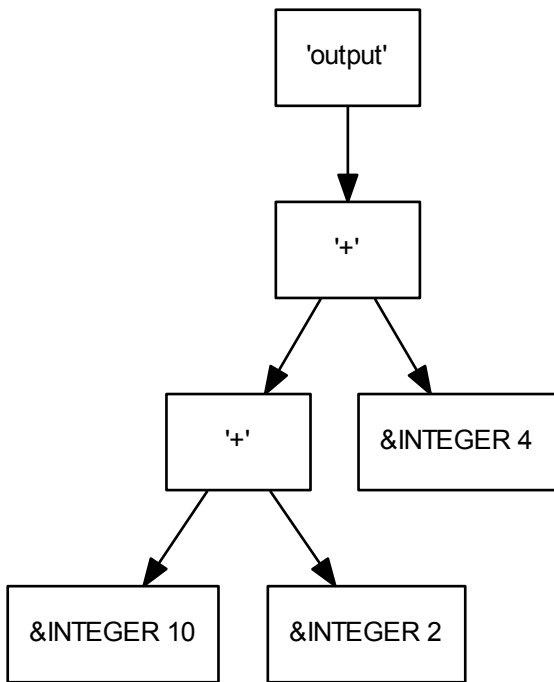 'output'
'+'
'+'
&INTEGER 4
&INTEGER 10
&INTEGER 2